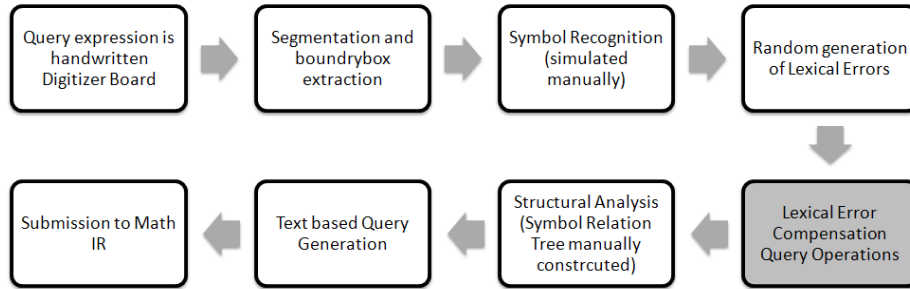 Query expression is
handwritten
Digitizer Board
Segmentation and
boundrybox
extraction
Symbol Recognition
(simulated
manually)
Random generation
of Lexical Errors
Lexical Error
Compensation
Query Operations
Structural Analysis
(Symbol Relation
Tree manually
constrcuted)
Text based Query
Generation
Submission to Math
IR